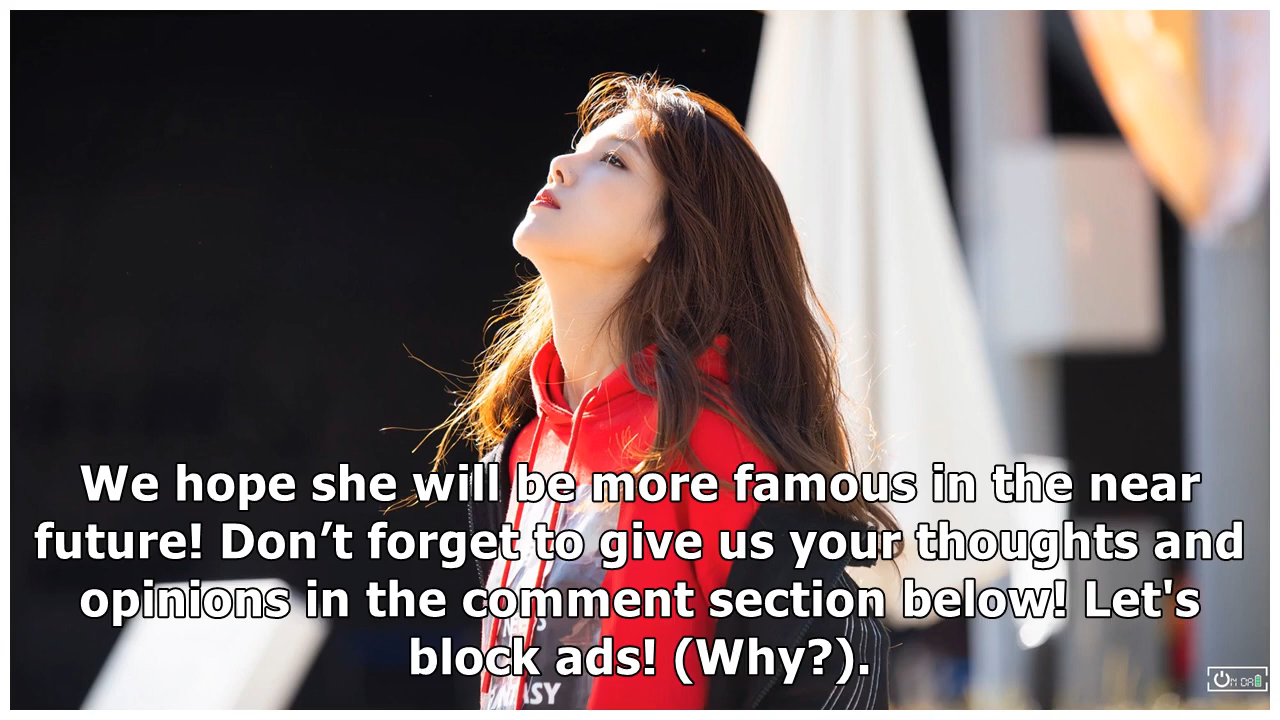 We hope she will be more famous in the near
future! Don’t forget to give us your thoughts and
opinions in the comment section below! Let's
block ads! (Why?).